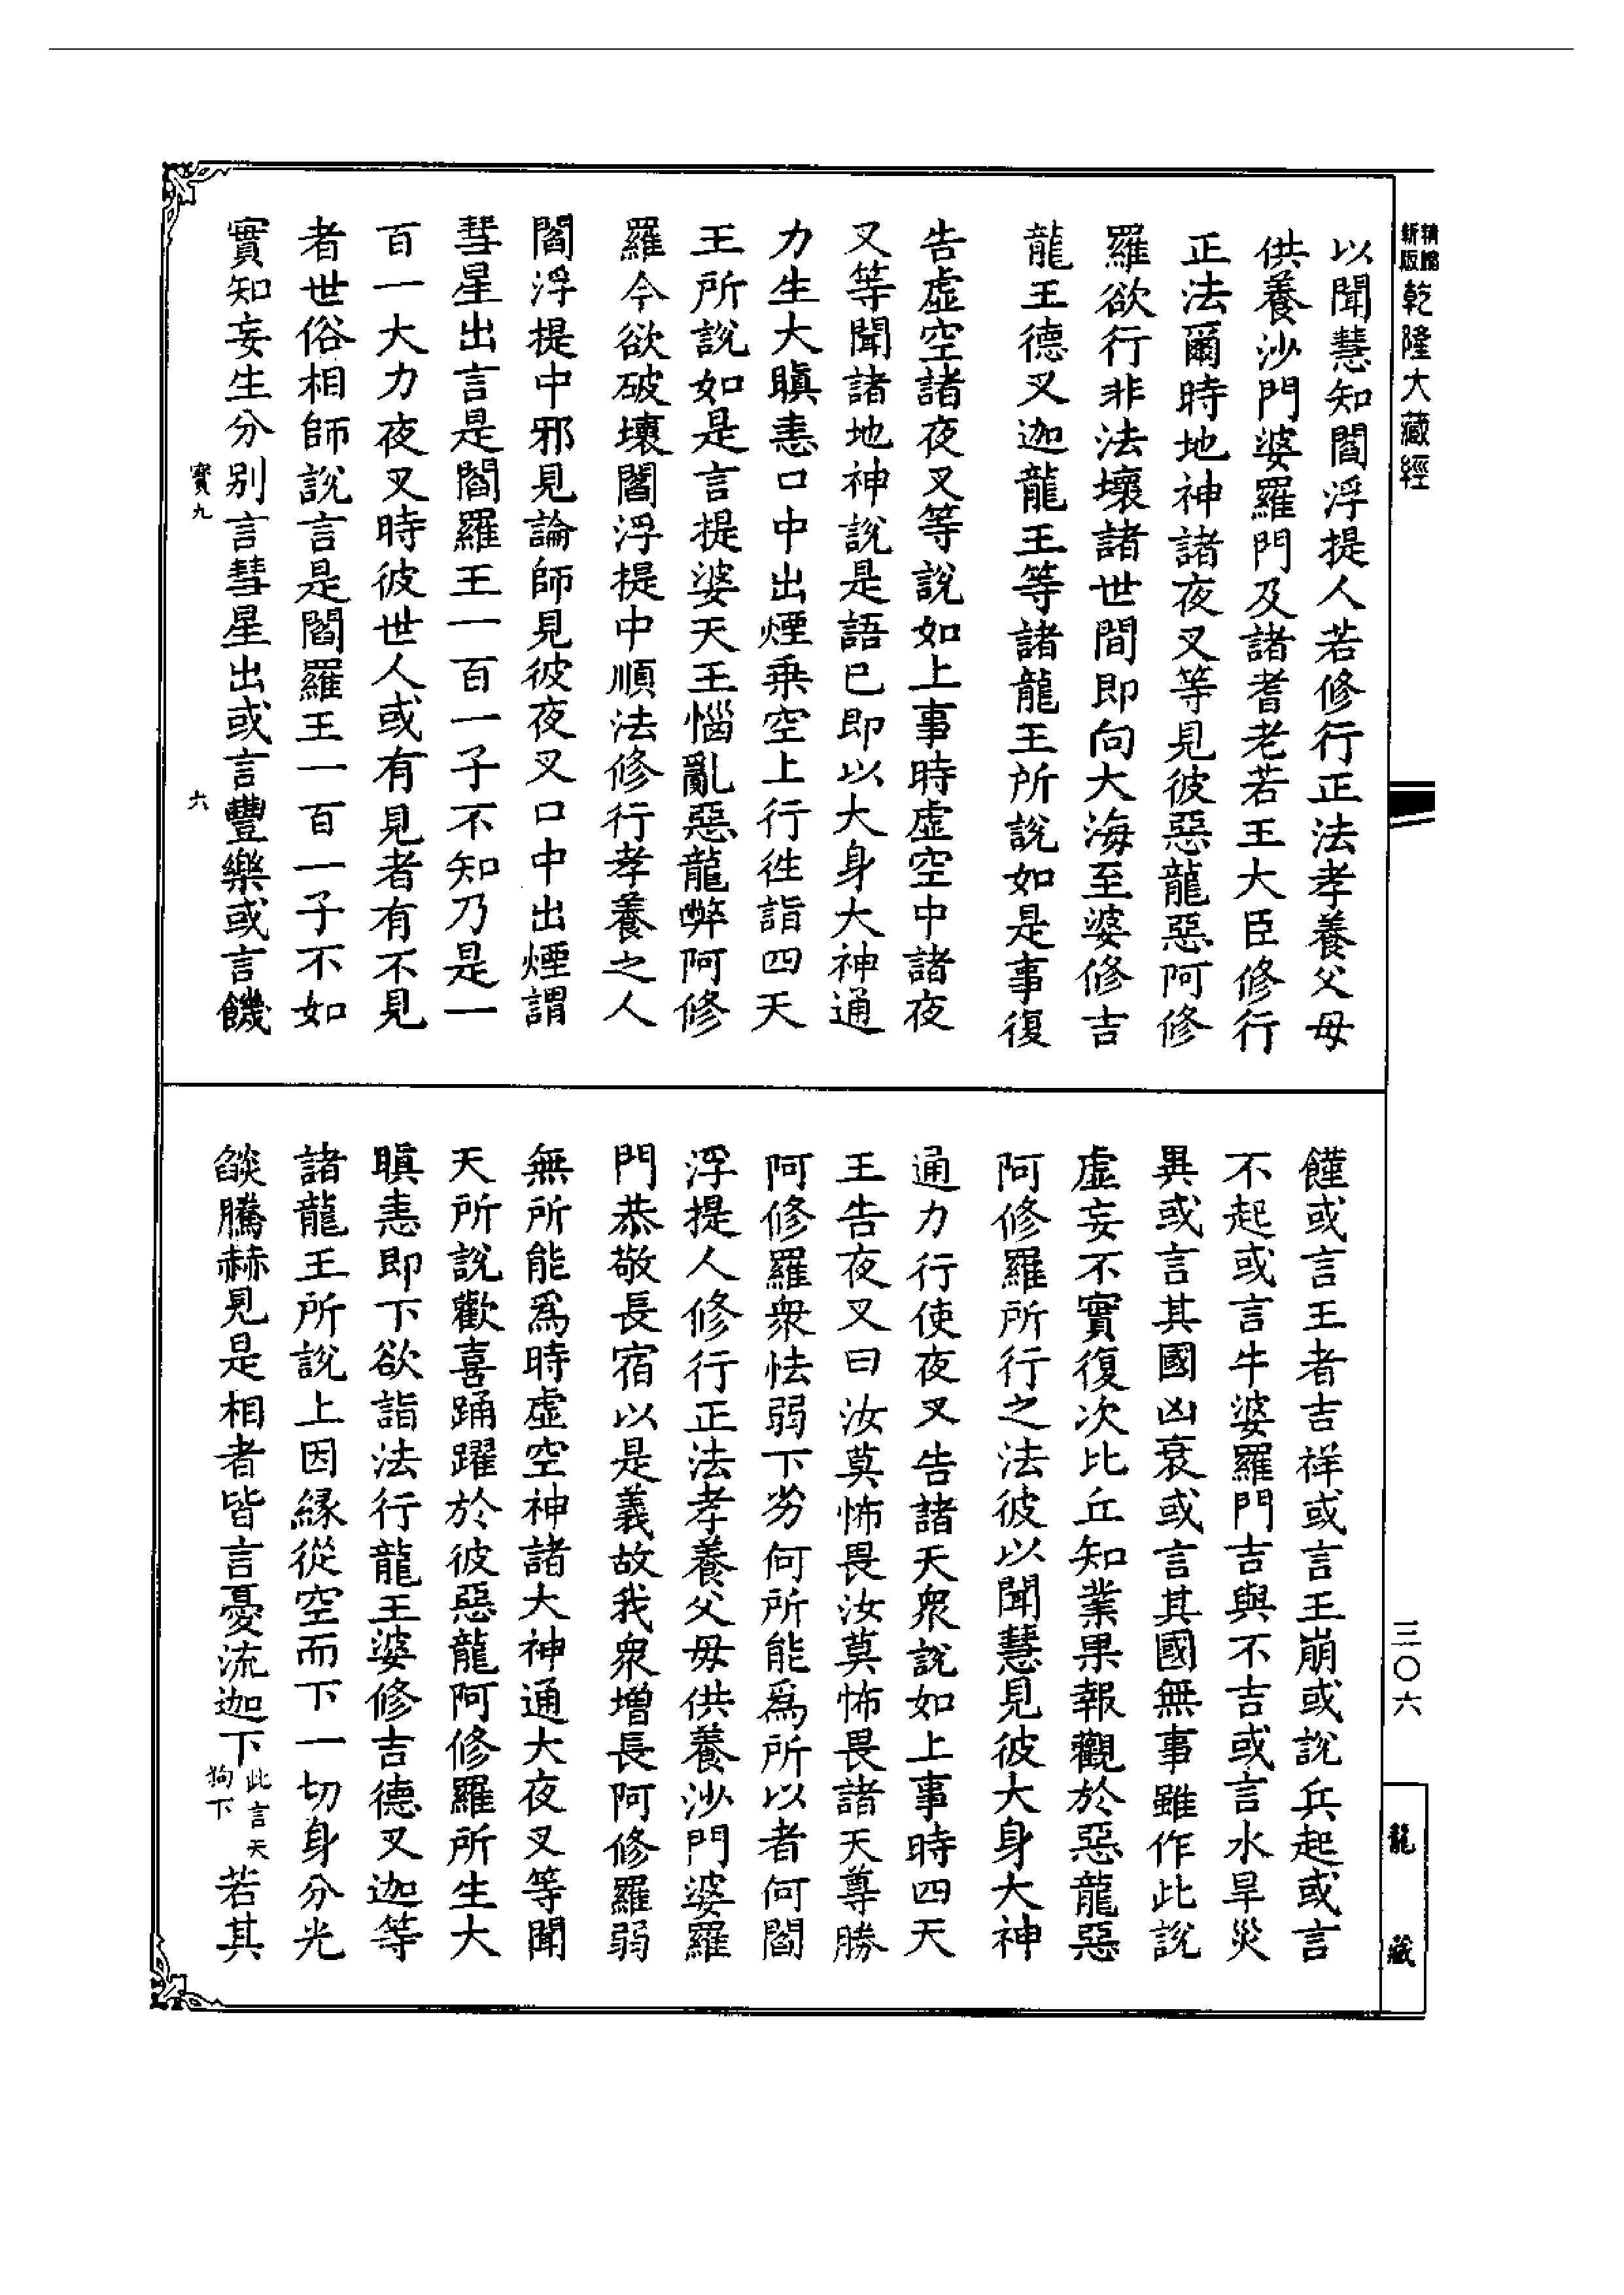 精縮新版乾隆大藏經
以聞慧知閻浮提人若修行正法孝養父母
供養沙門婆羅門及諸耆老若王大臣修行
正法爾時地神諸夜叉等見彼惡龍惡阿修
羅欲行非法壞諸世間即向大海至婆修吉
龍王德叉迦龍王等諸龍王所說如是事復
告虛空諸夜叉等說如上事時虛空中諸夜
叉等聞諸地神說是語已即以大身大神通
力生大瞋恚口中出煙乗空上行徃詣四天
王所說如是言提婆天王惱亂惡龍弊阿修
羅今欲破壞閻浮提中順法修行孝養之人
閻浮提中邪見論師見彼夜叉口中出煙謂
彗星出言是閻羅王一百一子不知乃是一
百一大力夜叉時彼世人或有見者有不見
者世俗相師說言是閻羅王一百一子不如
實知妄生分别言彗星出或言豐樂或言饑
寳九
六
饉或言王者吉祥或言王崩或說兵起或言
不起或言牛婆羅門吉與不吉或言水旱災
異或言其國凶衰或言其國無事雖作此說
虛妄不實復次比丘知業果報觀於惡龍惡
阿修羅所行之法彼以聞慧見彼大身大神
通力行使夜叉告諸天衆說如上事時四天
王告夜叉曰汝莫怖畏汝莫怖畏諸天尊勝
阿修羅衆怯弱下劣何所能爲所以者何閻
浮提人修行正法孝養父母供養沙門婆羅
門恭敬長宿以是義故我衆增長阿修羅弱
無所能爲時虛空神諸大神通大夜叉等聞
天所說歡喜踊躍於彼惡龍阿修羅所生大
瞋恚即下欲詣法行龍王婆修吉德叉迦等
諸龍王所說上因緣從空而下一切身分光
燄騰赫見是相者皆言憂流迦下此言天狗下若其
三〇六
龍藏